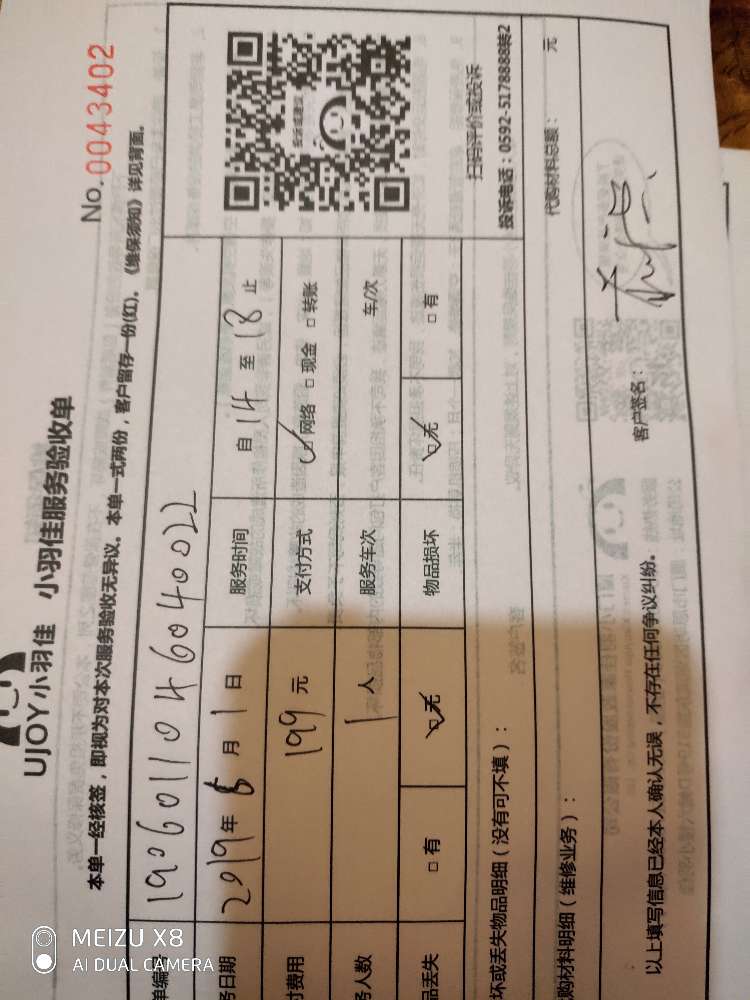 No.0043402
UJOY小羽佳 小羽佳服务验收单
本单一经核签，即视为对本次服务验收无异议。本单一式两份，客户留存一份(红)。《维保须知》详见背面。
单编号 1906011046040022
务日期 2019年6月1日 服务时间 自14至18止
付费用 199元 支付方式 ☑网络 □现金 □转账
务人数 1人 服务车次 车/次
品丢失 □有 ☑无 物品损坏 ☑无 □有
扫码评价或投诉
投诉电话：0592-5178888转2
坏或丢失物品明细（没有可不填）：
购材料明细（维修业务）： 代购材料总额： 元
以上填写信息已经本人确认无误，不存在任何争议纠纷。 客户签名：
MEIZU X8
AI DUAL CAMERA